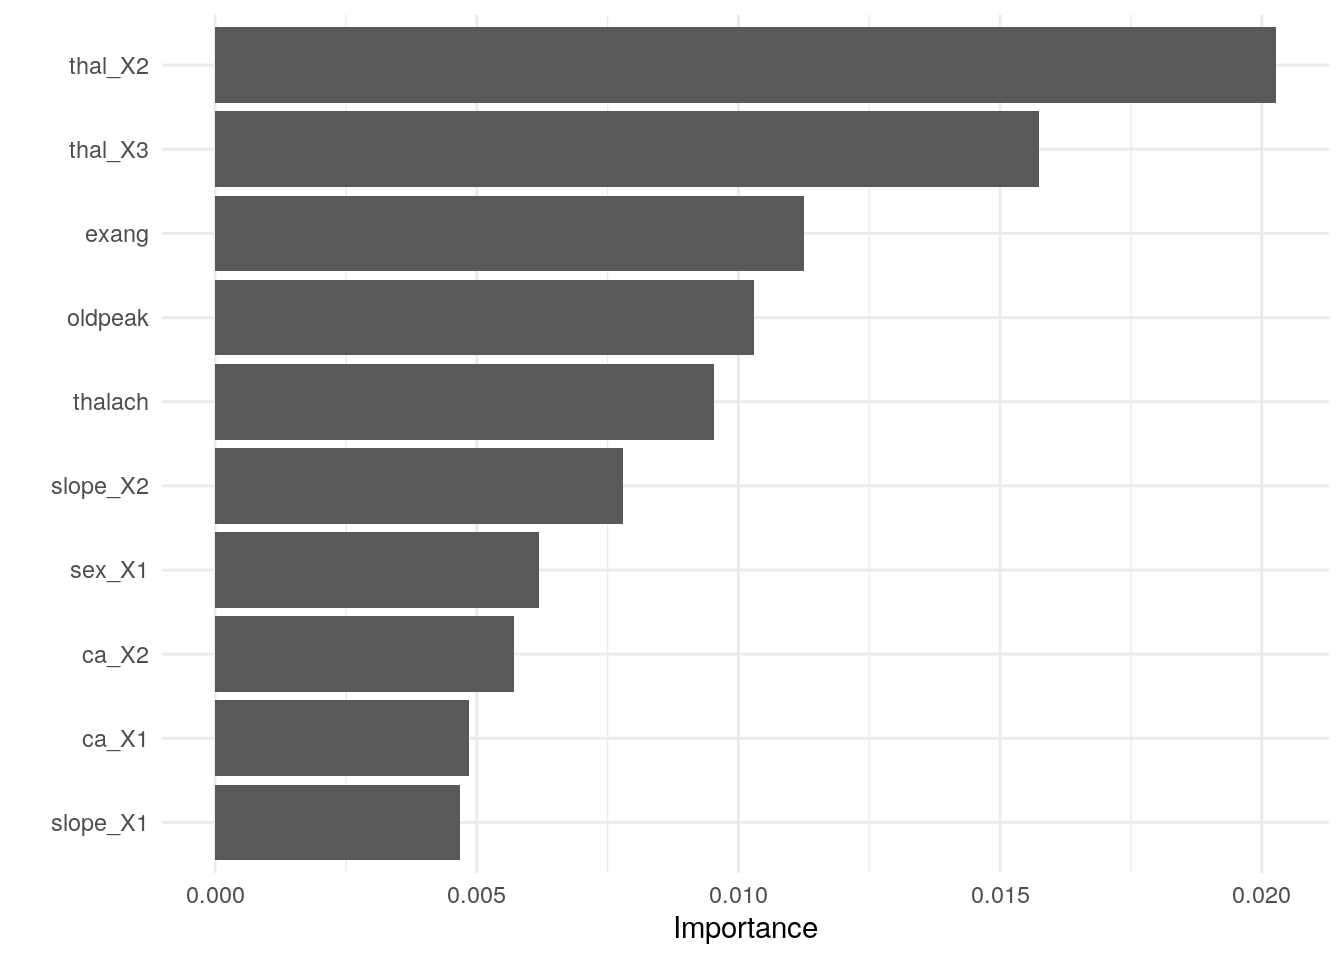 thal_X2
thal_X3
exang
oldpeak
thalach
slope_X2
sex_X1
ca_X2
ca_X1
slope_X1
0.000 0.005 0.010 0.015 0.020
Importance